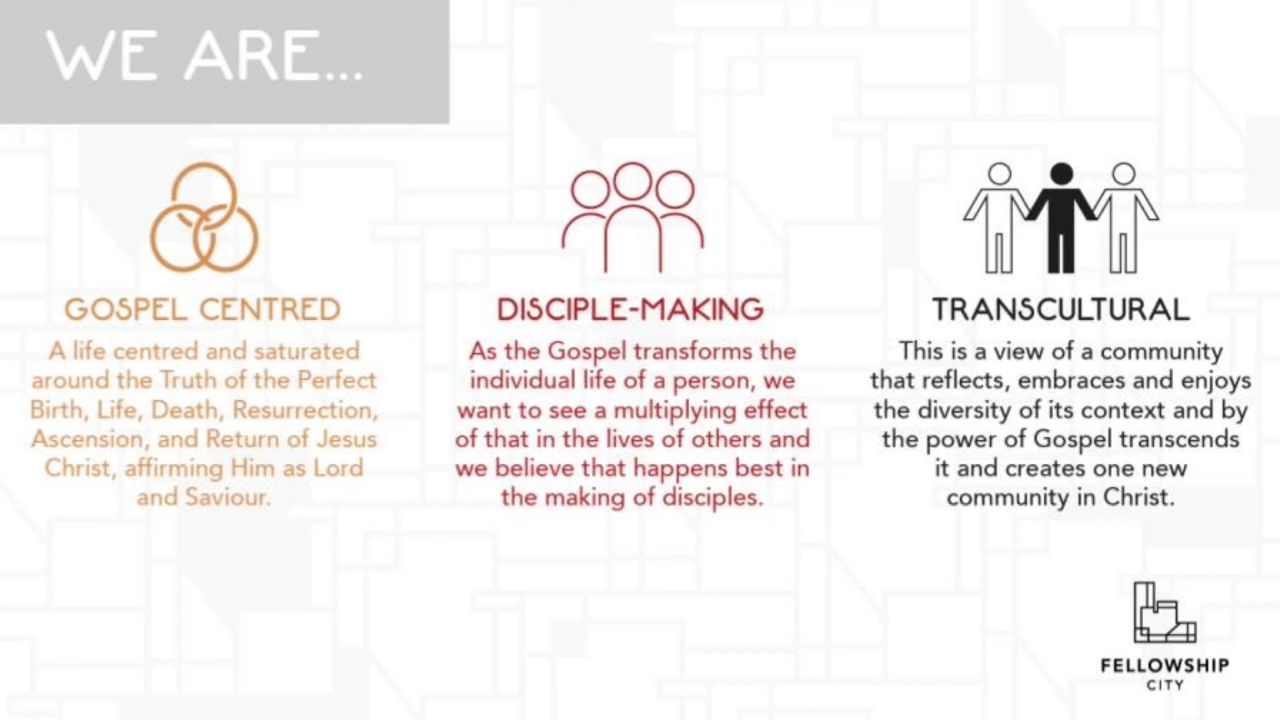 WE ARE...
GOSPEL CENTRED
A life centred and saturated
around the Truth of the Perfect
Birth, Life, Death, Resurrection,
Ascension, and Return of Jesus
Christ, affirming Him as Lord
and Saviour.
DISCIPLE-MAKING
As the Gospel transforms the
individual life of a person, we
want to see a multiplying effect
of that in the lives of others and
we believe that happens best in
the making of disciples.
TRANSCULTURAL
This is a view of a community
that reflects, embraces and enjoys
the diversity of its context and by
the power of Gospel transcends
it and creates one new
community in Christ.
FELLOWSHIP
CITY